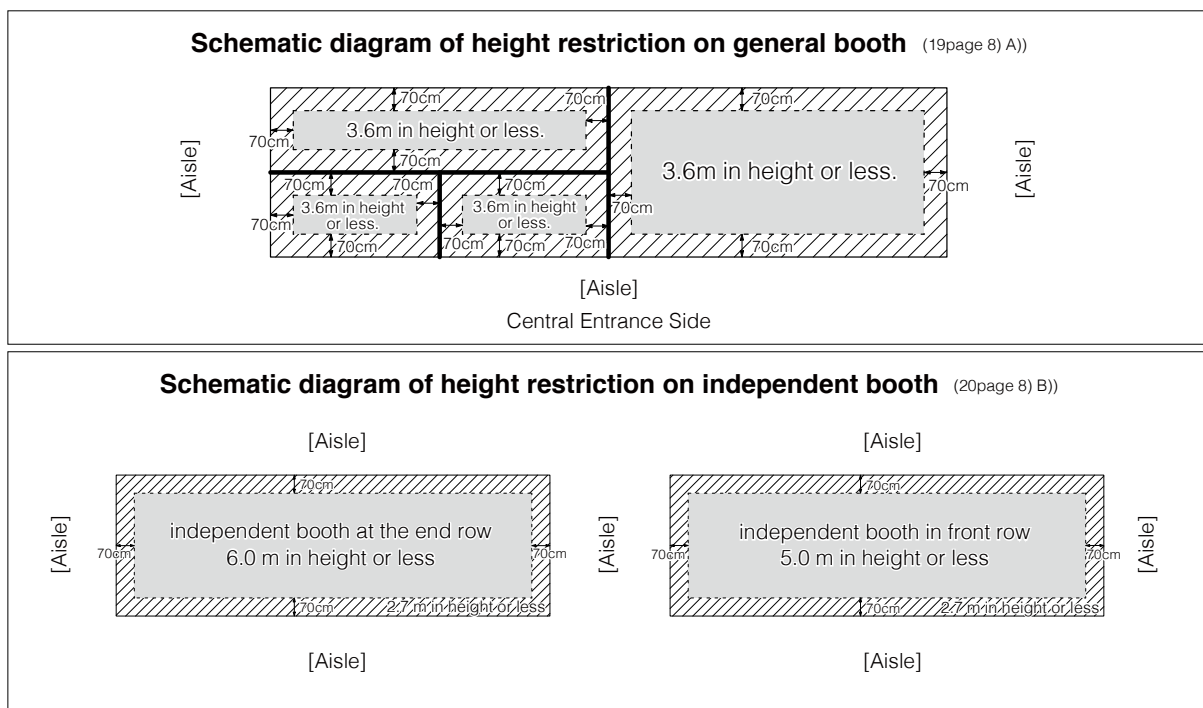 Schematic diagram of height restriction on general booth (19page 8) A))
70cm
70cm
70cm
3.6m in height or less.
70cm
70cm
[Aisle]
3.6m in height or less.
70cm
[Aisle]
70cm
70cm
70cm
3.6m in height
or less.
3.6m in height
or less.
70cm
70cm
70cm
70cm
70cm
70cm
70cm
[Aisle]
Central Entrance Side
Schematic diagram of height restriction on independent booth (20page 8) B))
[Aisle]
[Aisle]
70cm
70cm
[Aisle]
independent booth at the end row
6.0 m in height or less
70cm
70cm
[Aisle]
independent booth in front row
5.0 m in height or less
70cm
70cm
[Aisle]
70cm
2.7 m in height or less
70cm
2.7 m in height or less
[Aisle]
[Aisle]